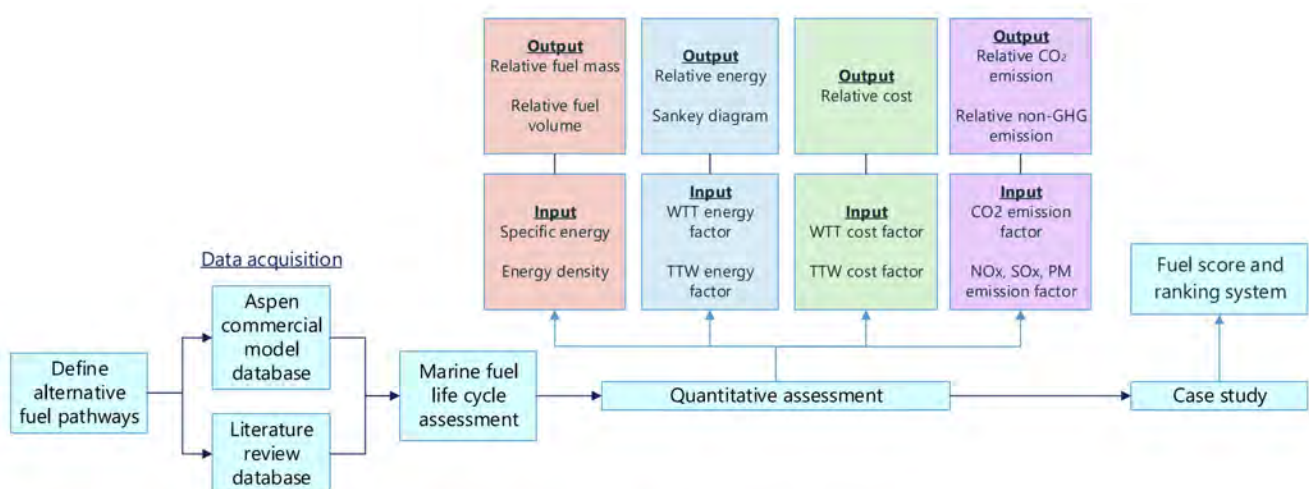 Output
Relative fuel mass
Relative fuel
volume
Output
Relative energy
Sankey diagram
Output
Relative cost
Output
Relative CO₂
emission
Relative non-GHG
emission
Input
Specific energy
Energy density
Input
WTT energy
factor
TTW energy
factor
Input
WTT cost factor
TTW cost factor
Input
CO2 emission
factor
NOx, SOx, PM
emission factor
Data acquisition
Define
alternative
fuel pathways
Aspen
commercial
model
database
Literature
review
database
Marine fuel
life cycle
assessment
Quantitative assessment
Case study
Fuel score and
ranking system